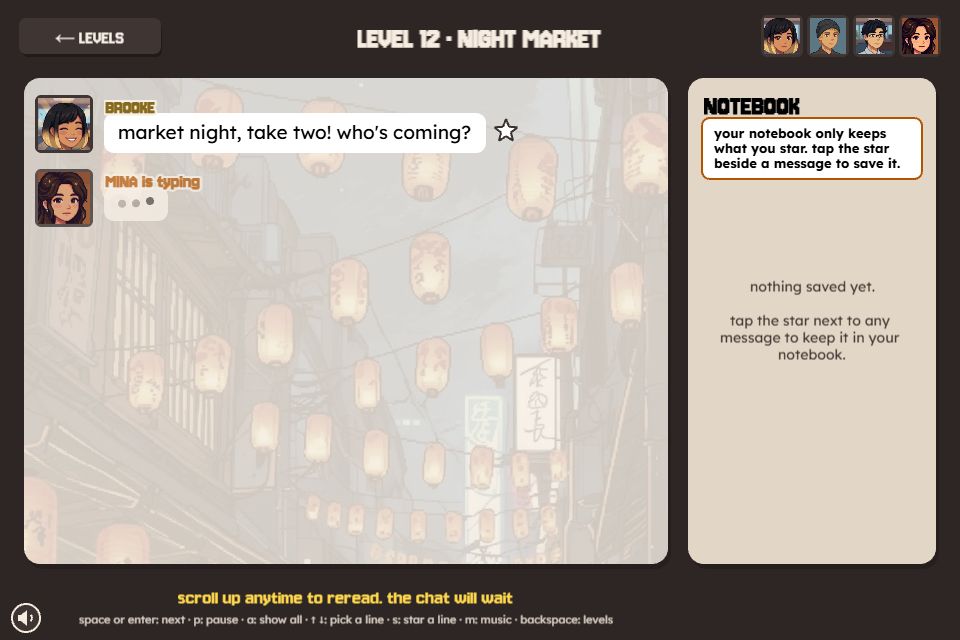 ← LEVELS
LEVEL 12 · NIGHT MARKET
BROOKE
market night, take two! who's coming?
MINA is typing
NOTEBOOK
your notebook only keeps
what you star. tap the star
beside a message to save it.
nothing saved yet.
tap the star next to any
message to keep it in your
notebook.
scroll up anytime to reread. the chat will wait
space or enter: next · p: pause · a: show all · ↑ ↓: pick a line · s: star a line · m: music · backspace: levels